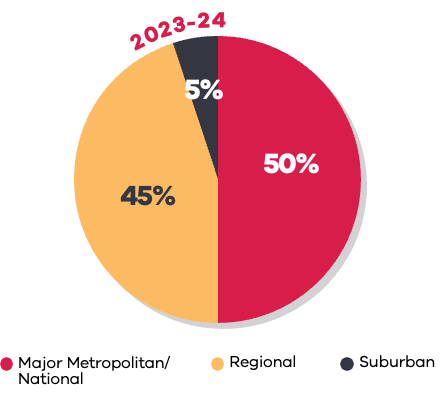 2023-24
5%
50%
45%
Major Metropolitan/
National
Regional
Suburban